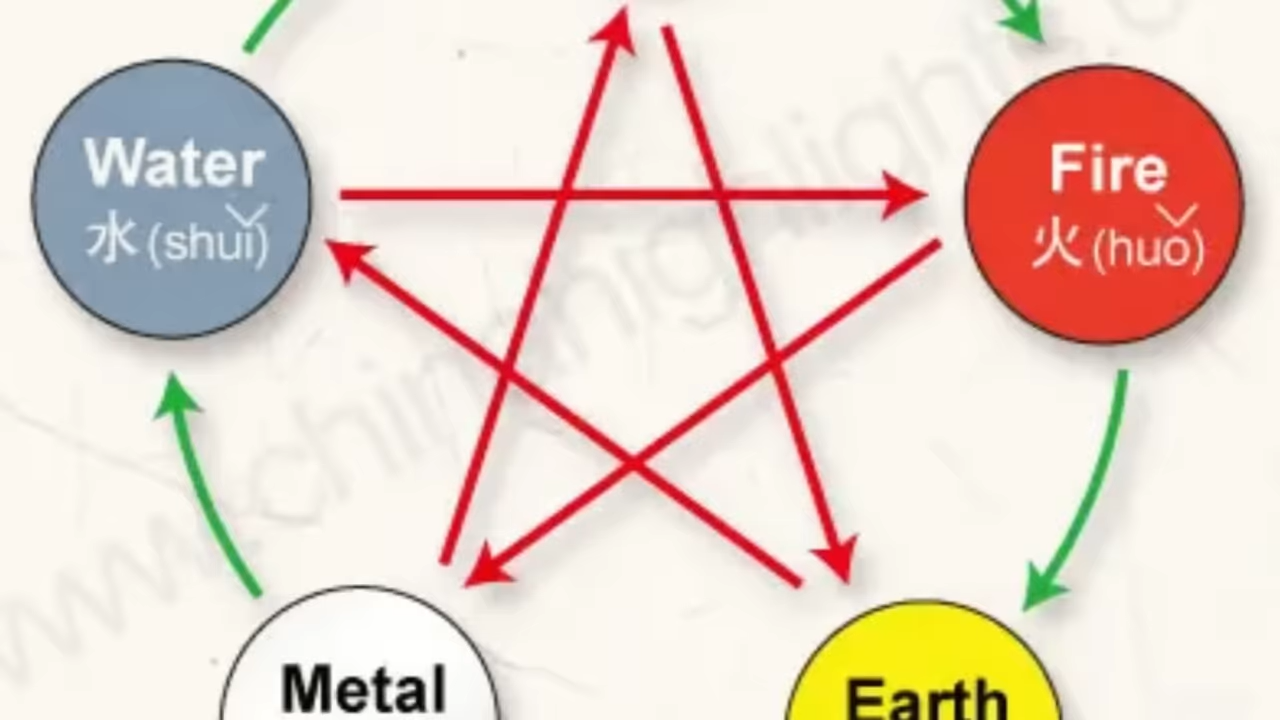 Water
水 (shuǐ)
Fire
火 (huǒ)
Metal
Earth